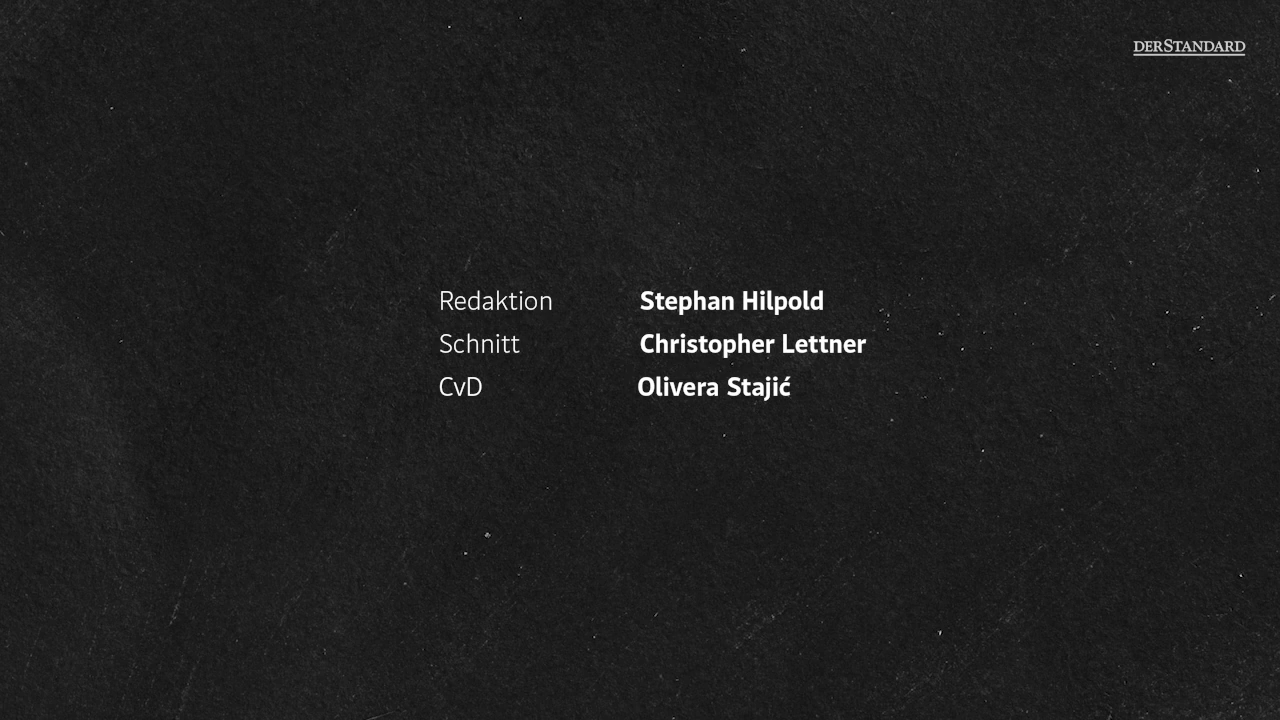 DERSTANDARD
Redaktion Stephan Hilpold
Schnitt Christopher Lettner
CvD Olivera Stajić